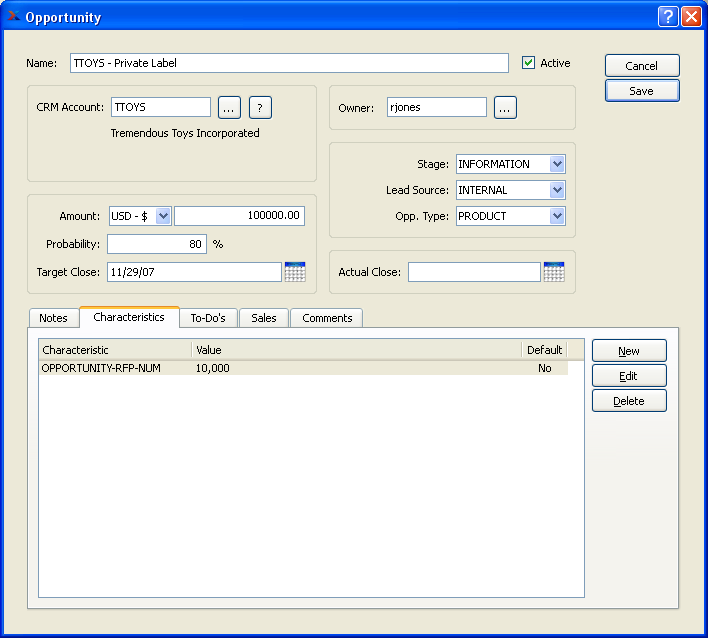 Opportunity
Name: TTOYS - Private Label Active
Cancel
Save
CRM Account: TTOYS ... ?
Tremendous Toys Incorporated
Owner: rjones ...
Stage: INFORMATION
Lead Source: INTERNAL
Opp. Type: PRODUCT
Amount: USD - $ 100000.00
Probability: 80 %
Target Close: 11/29/07
Actual Close:
Notes Characteristics To-Do's Sales Comments
Characteristic Value Default
OPPORTUNITY-RFP-NUM 10,000 No
New
Edit
Delete